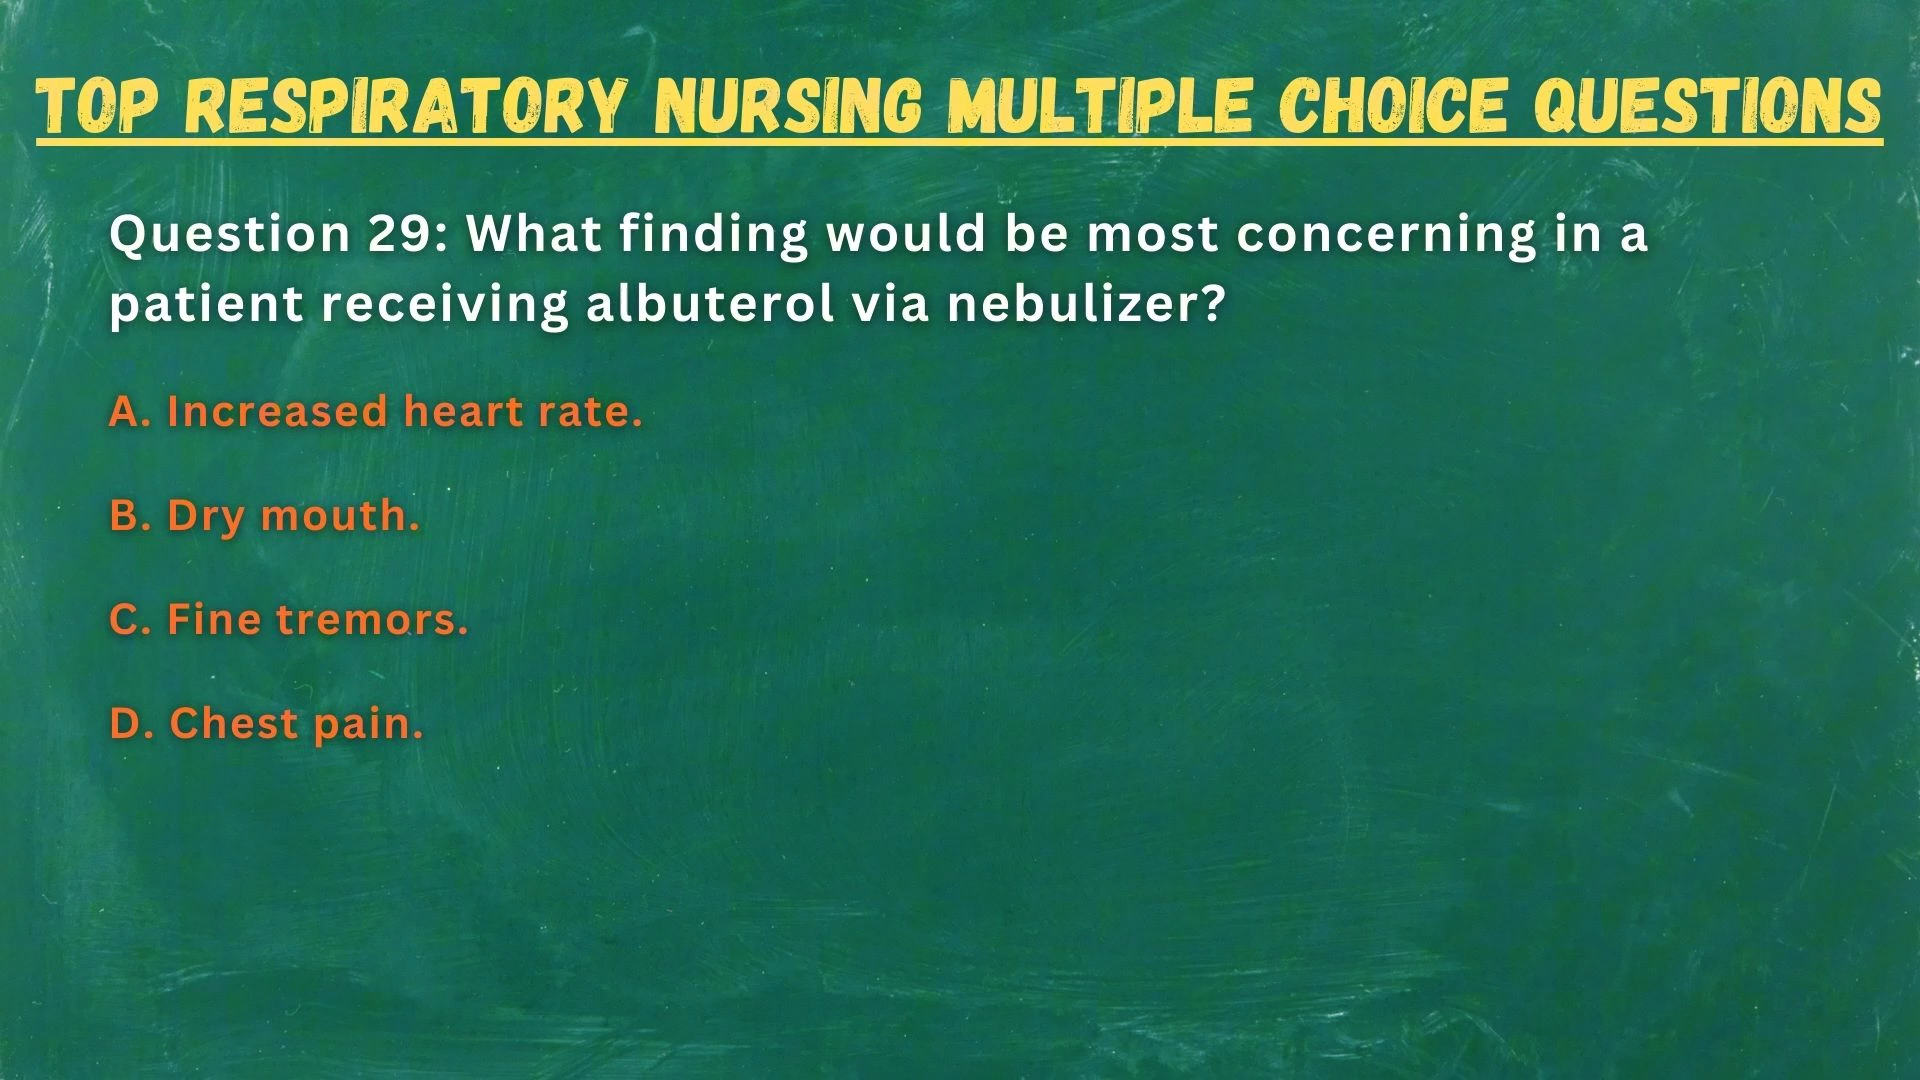 TOP RESPIRATORY NURSING MULTIPLE CHOICE QUESTIONS
Question 29: What finding would be most concerning in a
patient receiving albuterol via nebulizer?
A. Increased heart rate.
B. Dry mouth.
C. Fine tremors.
D. Chest pain.